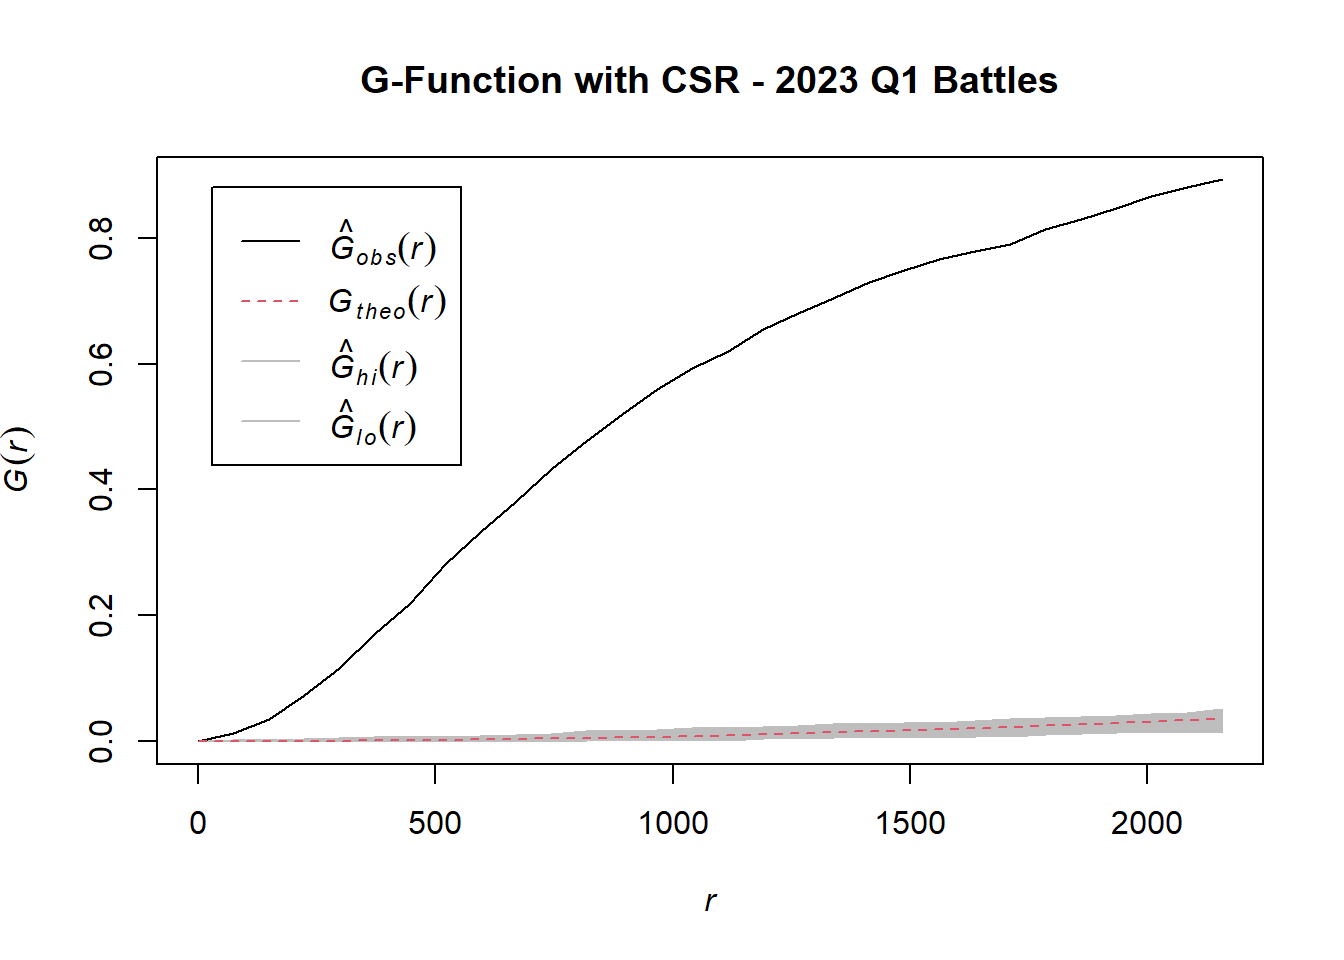 G-Function with CSR - 2023 Q1 Battles
Ĝobs(r)
Gtheo(r)
Ĝhi(r)
Ĝlo(r)
G(r)
0.8
0.6
0.4
0.2
0.0
0 500 1000 1500 2000
r